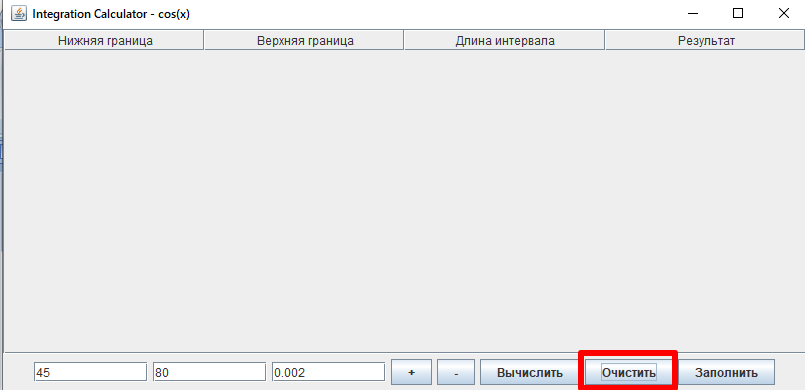 Integration Calculator - cos(x)
Нижняя граница Верхняя граница Длина интервала Результат
45 80 0.002 + - Вычислить Очистить Заполнить